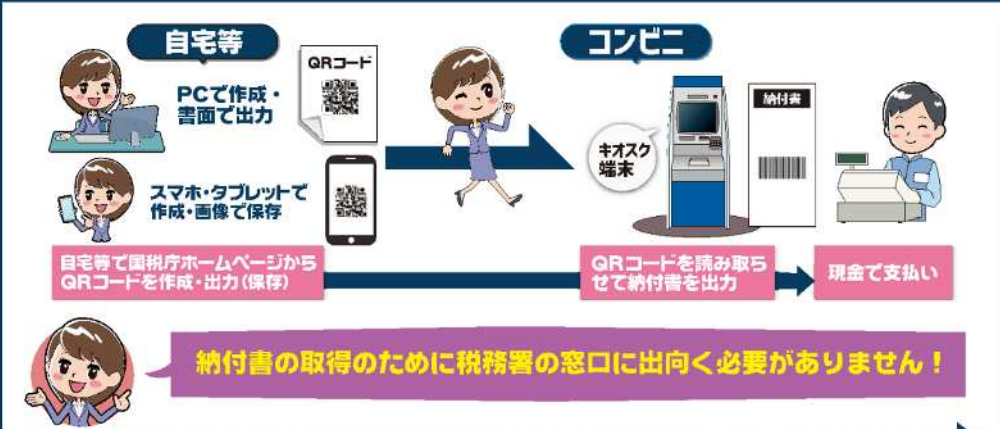 自宅等
コンビニ
QRコード
PCで作成・
書面で出力
納付書
キオスク
端末
スマホ・タブレットで
作成・画像で保存
自宅等で国税庁ホームページから
QRコードを作成・出力(保存)
QRコードを読み取ら
せて納付書を出力
現金で支払い
納付書の取得のために税務署の窓口に出向く必要がありません!